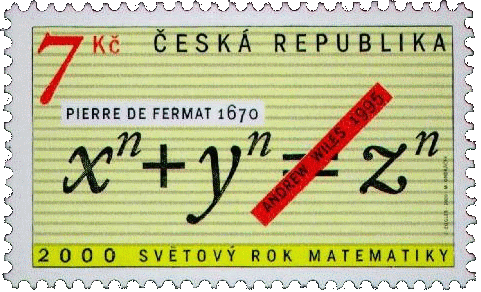 7 Kč ČESKÁ REPUBLIKA
PIERRE DE FERMAT 1670
xⁿ + yⁿ = zⁿ
ANDREW WILES · 1995
2000 SVĚTOVÝ ROK MATEMATIKY